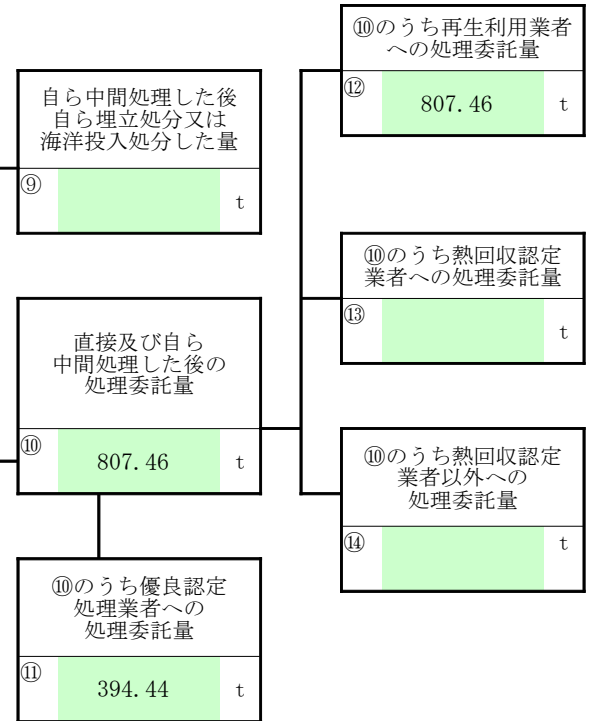 ⑩のうち再生利用業者
への処理委託量
⑫ 807.46 t
自ら中間処理した後
自ら埋立処分又は
海洋投入処分した量
⑨ t
⑩のうち熱回収認定
業者への処理委託量
⑬ t
直接及び自ら
中間処理した後の
処理委託量
⑩ 807.46 t
⑩のうち熱回収認定
業者以外への
処理委託量
⑭ t
⑩のうち優良認定
処理業者への
処理委託量
⑪ 394.44 t